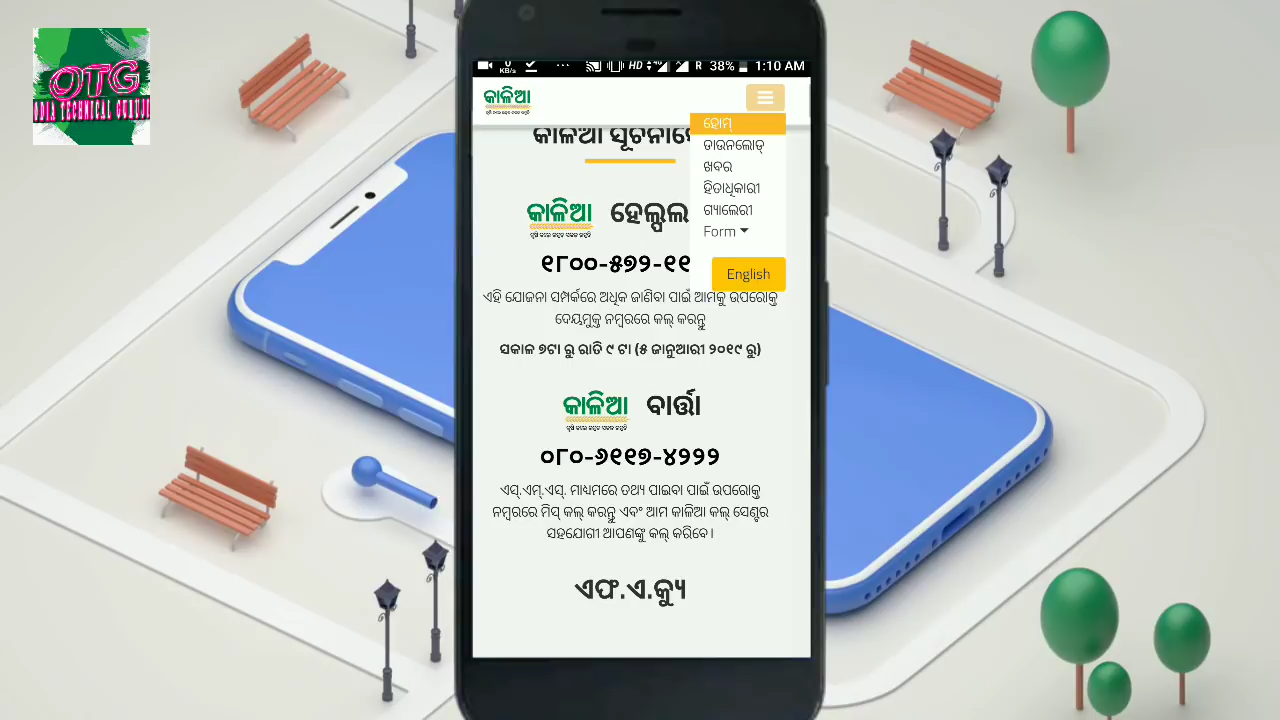 OTG
ODIA TECHNICAL GURUJI
KB/s
HD
R 38% 1:10 AM
କାଳିଆ
ହୋମ୍
ଡାଉନଲୋଡ୍
ଖବର
ହିତାଧିକାରୀ
ଗ୍ୟାଲେରୀ
Form
English
କାଳିଆ
କାଳିଆ ହେଲ୍ପଲ
୧୮୦୦-୫୭୨-୧୧
ଏହି ଯୋଜନା ସମ୍ପର୍କରେ ଅଧିକ ଜାଣିବା ପାଇଁ ଆମକୁ ଉପରୋକ୍ତ
ଦେୟମୁକ୍ତ ନମ୍ବରରେ କଲ୍ କରନ୍ତୁ
ସକାଳ ୭ଟା ରୁ ରାତି ୯ ଟା (୫ ଜାନୁଆରୀ ୨୦୧୯ ରୁ)
କାଳିଆ ବାର୍ତ୍ତା
୦୮୦-୬୧୧୭-୪୨୨୨
ଏସ୍.ଏମ୍.ଏସ୍. ମାଧ୍ୟମରେ ତଥ୍ୟ ପାଇବା ପାଇଁ ଉପରୋକ୍ତ
ନମ୍ବରରେ ମିସ୍ କଲ୍ କରନ୍ତୁ ଏବଂ ଆମ କାଳିଆ କଲ୍ ସେଣ୍ଟର
ସହଯୋଗୀ ଆପଣଙ୍କୁ କଲ୍ କରିବେ।
ଏଫ.ଏ.କ୍ୟୁ